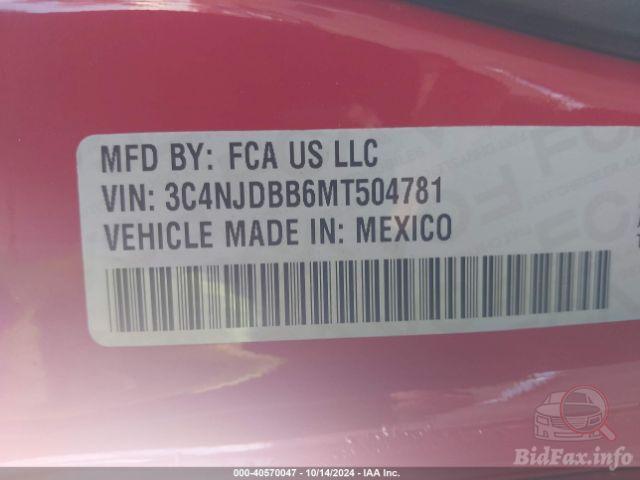 MFD BY: FCA US LLC
VIN: 3C4NJDBB6MT504781
VEHICLE MADE IN: MEXICO
BidFax.info
000-40570047 - 10/14/2024 - IAA Inc.